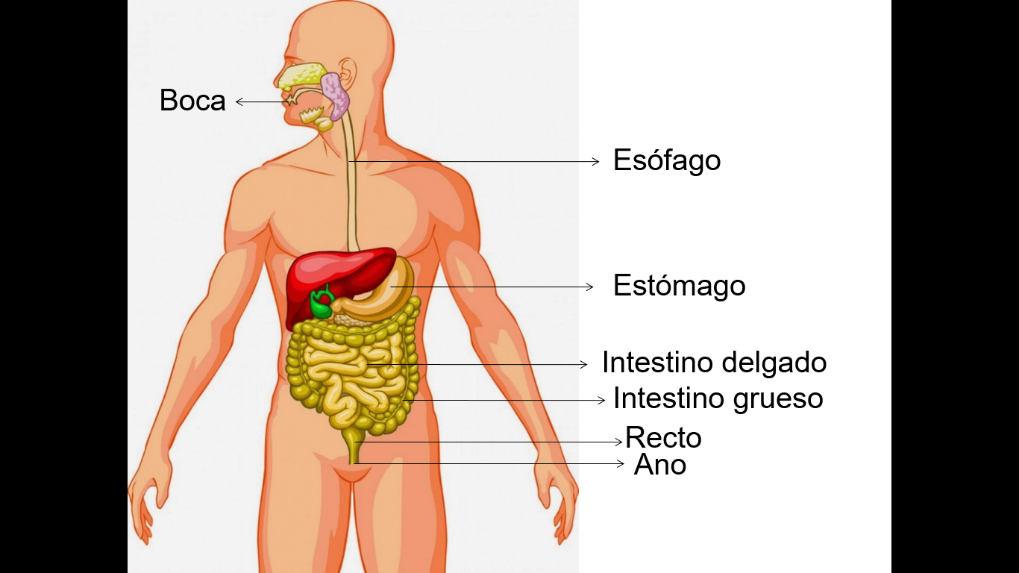 Boca
Esófago
Estómago
Intestino delgado
Intestino grueso
Recto
Ano